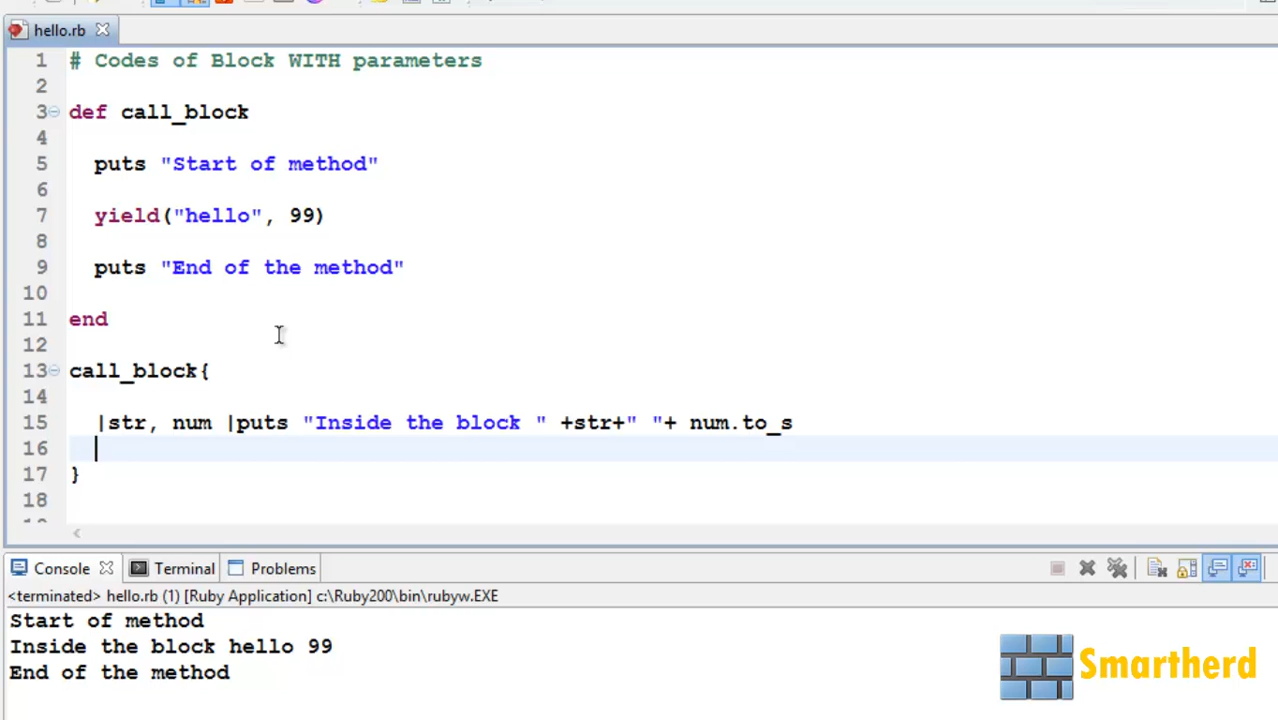 hello.rb
1 # Codes of Block WITH parameters
2
3 def call_block
4
5 puts "Start of method"
6
7 yield("hello", 99)
8
9 puts "End of the method"
10
11 end
12
13 call_block{
14
15 |str, num |puts "Inside the block " +str+" "+ num.to_s
16
17 }
18
Console Terminal Problems
<terminated> hello.rb (1) [Ruby Application] c:\Ruby200\bin\rubyw.EXE
Start of method
Inside the block hello 99
End of the method
Smartherd